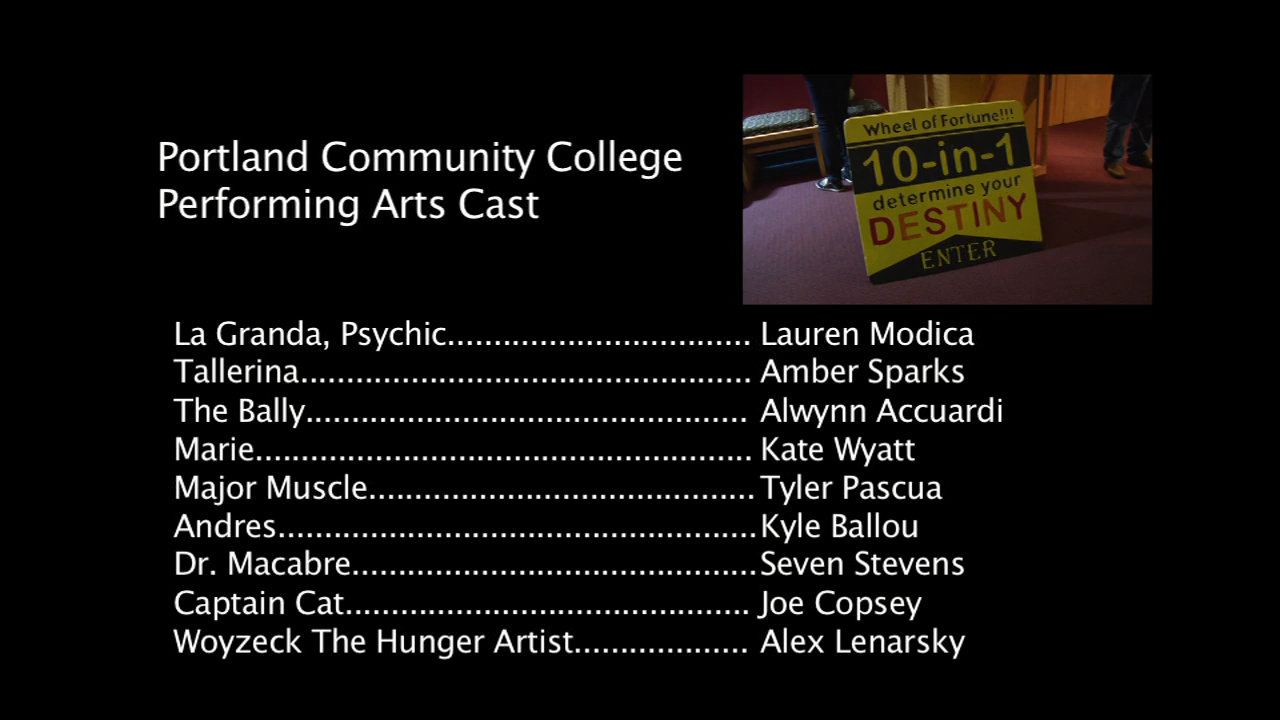 Portland Community College
Performing Arts Cast
Wheel of Fortune!!!
10-in-1
determine your
DESTINY
ENTER
La Granda, Psychic................................. Lauren Modica
Tallerina................................................. Amber Sparks
The Bally................................................ Alwynn Accuardi
Marie...................................................... Kate Wyatt
Major Muscle..........................................Tyler Pascua
Andres....................................................Kyle Ballou
Dr. Macabre............................................Seven Stevens
Captain Cat............................................ Joe Copsey
Woyzeck The Hunger Artist................... Alex Lenarsky